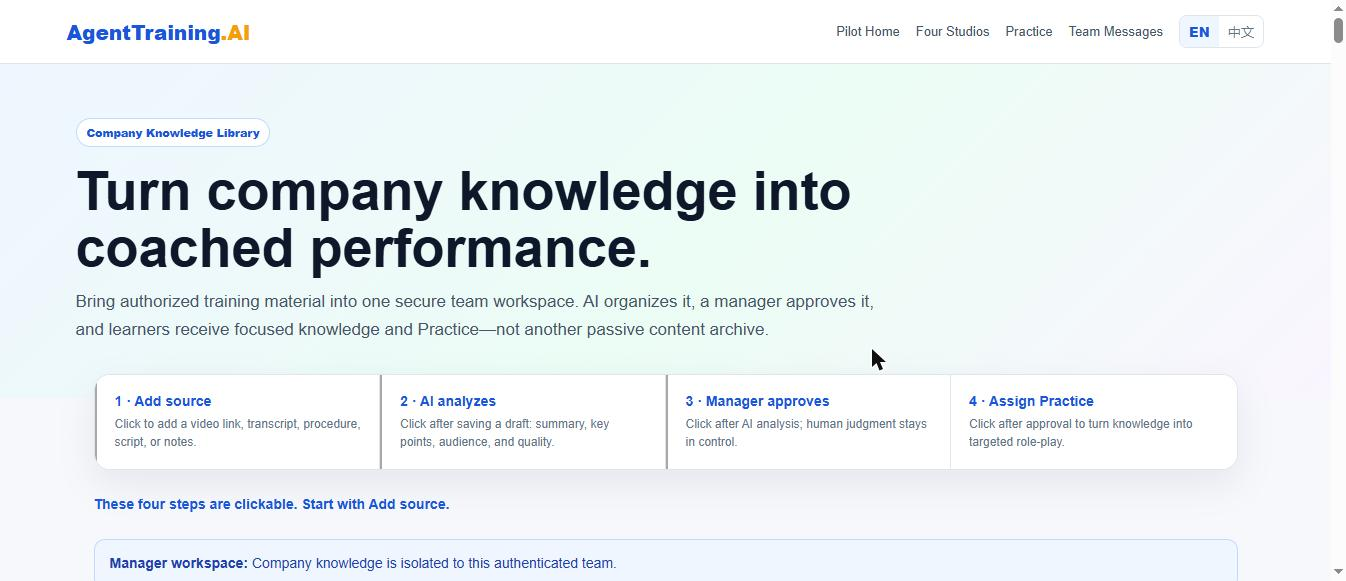 AgentTraining.AI
Pilot Home
Four Studios
Practice
Team Messages
EN
中文
Company Knowledge Library
Turn company knowledge into
coached performance.
Bring authorized training material into one secure team workspace. AI organizes it, a manager approves it,
and learners receive focused knowledge and Practice—not another passive content archive.
1 · Add source
Click to add a video link, transcript, procedure,
script, or notes.
2 · AI analyzes
Click after saving a draft: summary, key
points, audience, and quality.
3 · Manager approves
Click after AI analysis; human judgment stays
in control.
4 · Assign Practice
Click after approval to turn knowledge into
targeted role-play.
These four steps are clickable. Start with Add source.
Manager workspace: Company knowledge is isolated to this authenticated team.